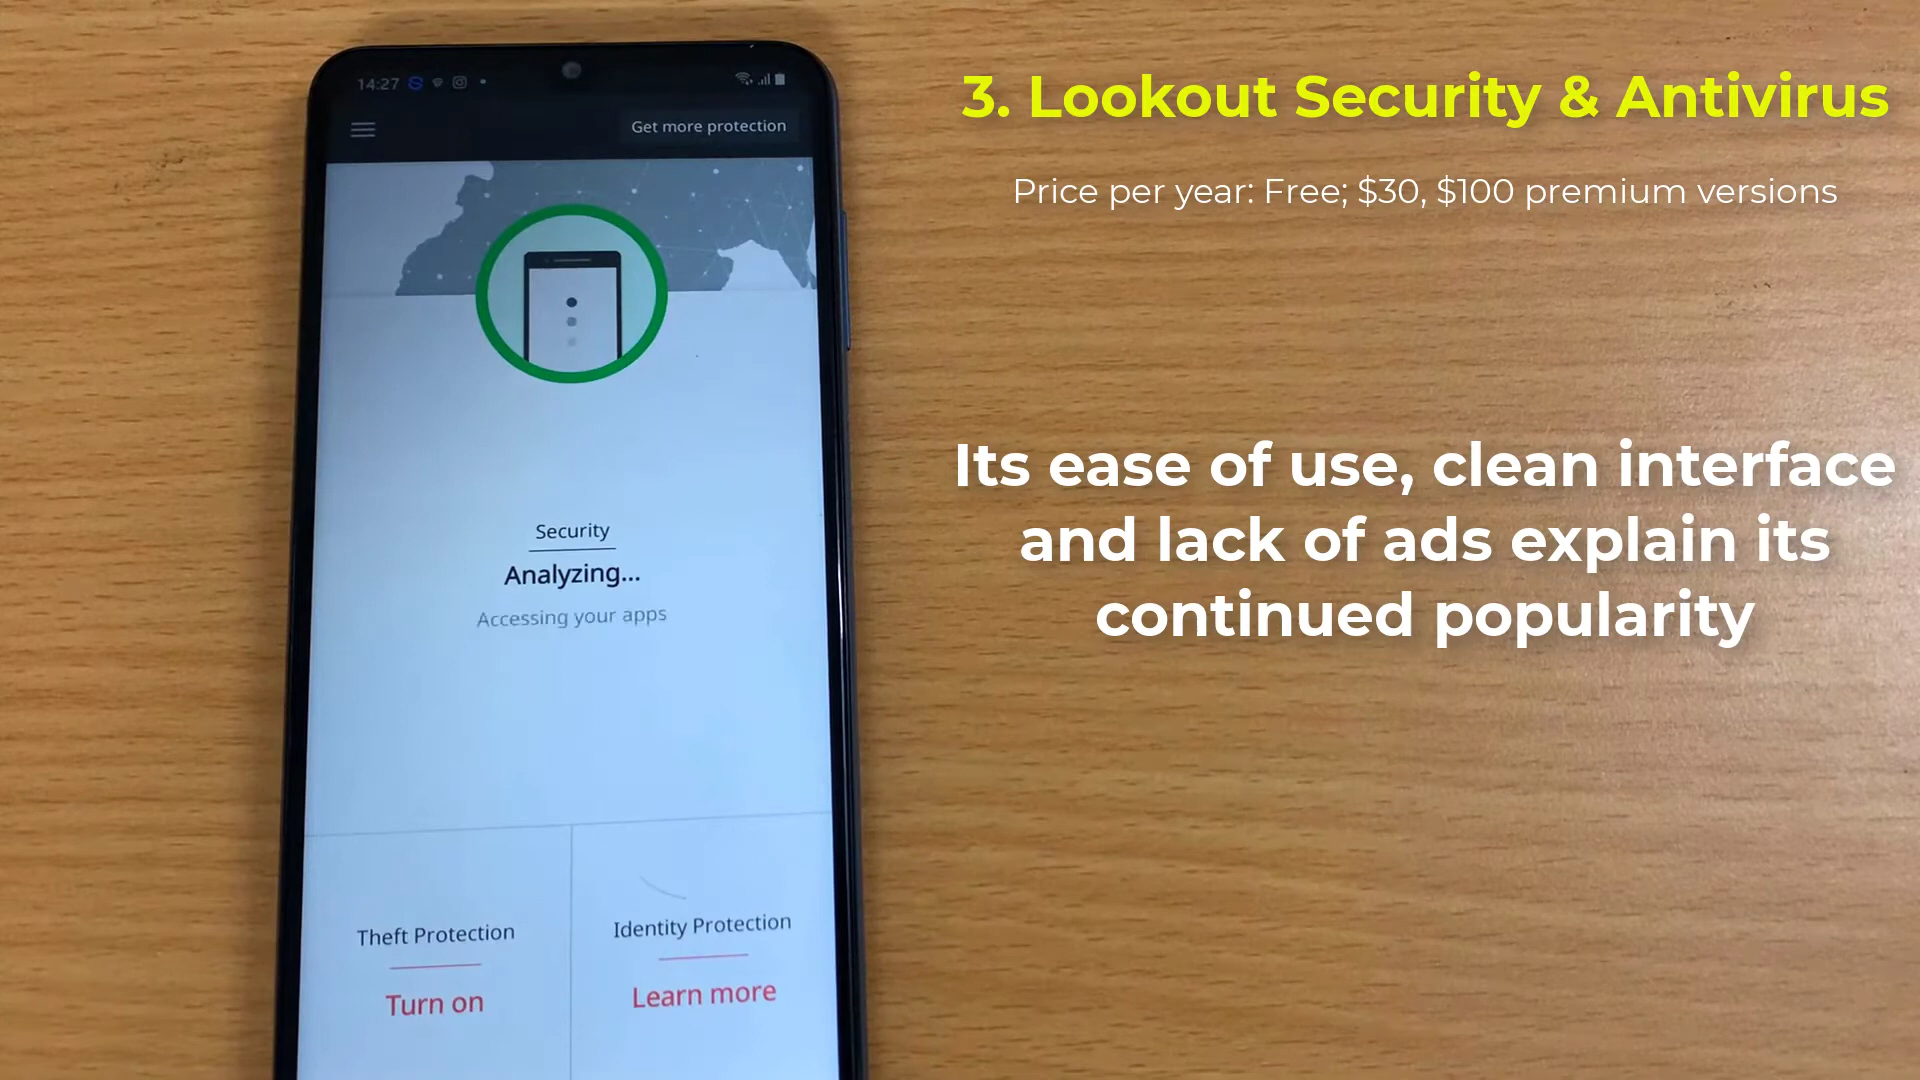 14:27
Get more protection
Security
Analyzing...
Accessing your apps
Theft Protection
Turn on
Identity Protection
Learn more
3. Lookout Security & Antivirus
Price per year: Free; $30, $100 premium versions
Its ease of use, clean interface
and lack of ads explain its
continued popularity